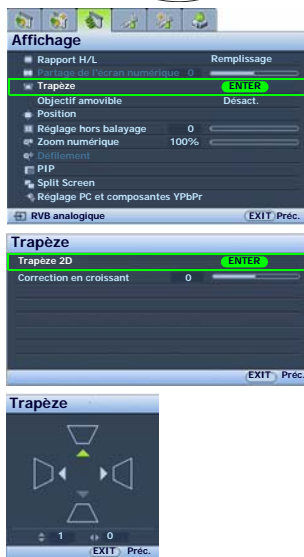 Affichage
Rapport H/L Remplissage
Partage de l'écran numérique 0
Trapèze ENTER
Objectif amovible Désact.
Position
Réglage hors balayage 0
Zoom numérique 100%
Défilement
PIP
Split Screen
Réglage PC et composantes YPbPr
RVB analogique EXIT Préc.
Trapèze
Trapèze 2D ENTER
Correction en croissant 0
EXIT Préc.
Trapèze
1 0
EXIT Préc.